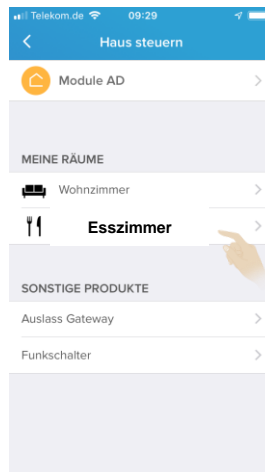 Telekom.de 09:29
Haus steuern
Module AD
MEINE RÄUME
Wohnzimmer
Esszimmer
SONSTIGE PRODUKTE
Auslass Gateway
Funkschalter